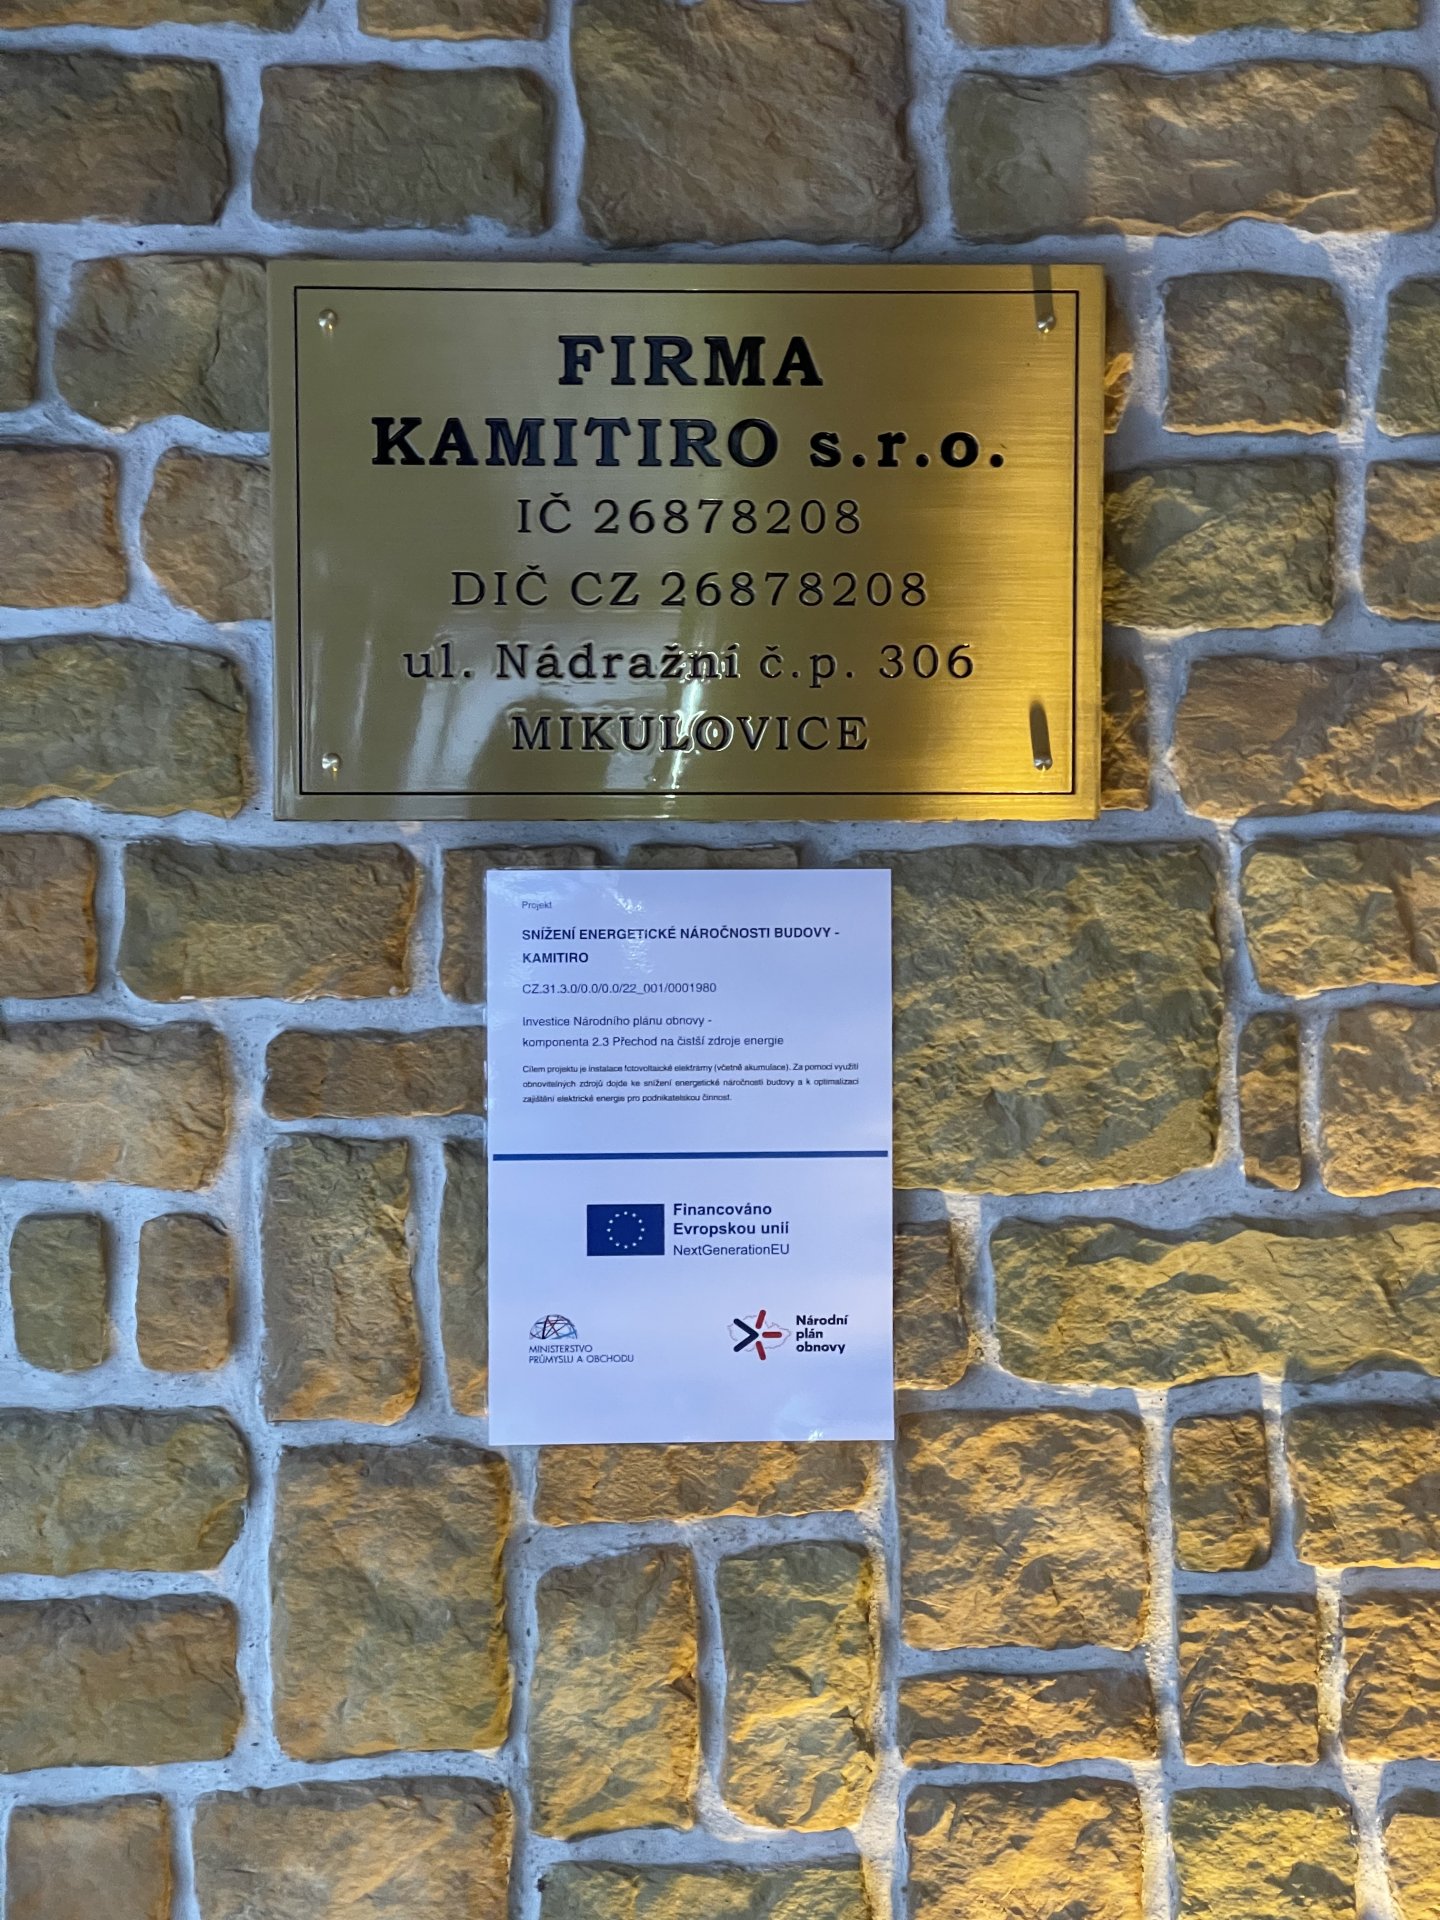 FIRMA
KAMITIRO s.r.o.
IČ 26878208
DIČ CZ 26878208
ul. Nádražní č.p. 306
MIKULOVICE
Projekt
SNÍŽENÍ ENERGETICKÉ NÁROČNOSTI BUDOVY -
KAMITIRO
CZ.31.3.0/0.0/0.0/22_001/0001980
Investice Národního plánu obnovy -
komponenta 2.3 Přechod na čistší zdroje energie
Cílem projektu je instalace fotovoltaické elektrárny (včetně akumulace). Za pomoci využití
obnovitelných zdrojů dojde ke snížení energetické náročnosti budovy a k optimalizaci
zajištění elektrické energie pro podnikatelskou činnost.
Financováno
Evropskou unií
NextGenerationEU
MINISTERSTVO
PRŮMYSLU A OBCHODU
Národní
plán
obnovy